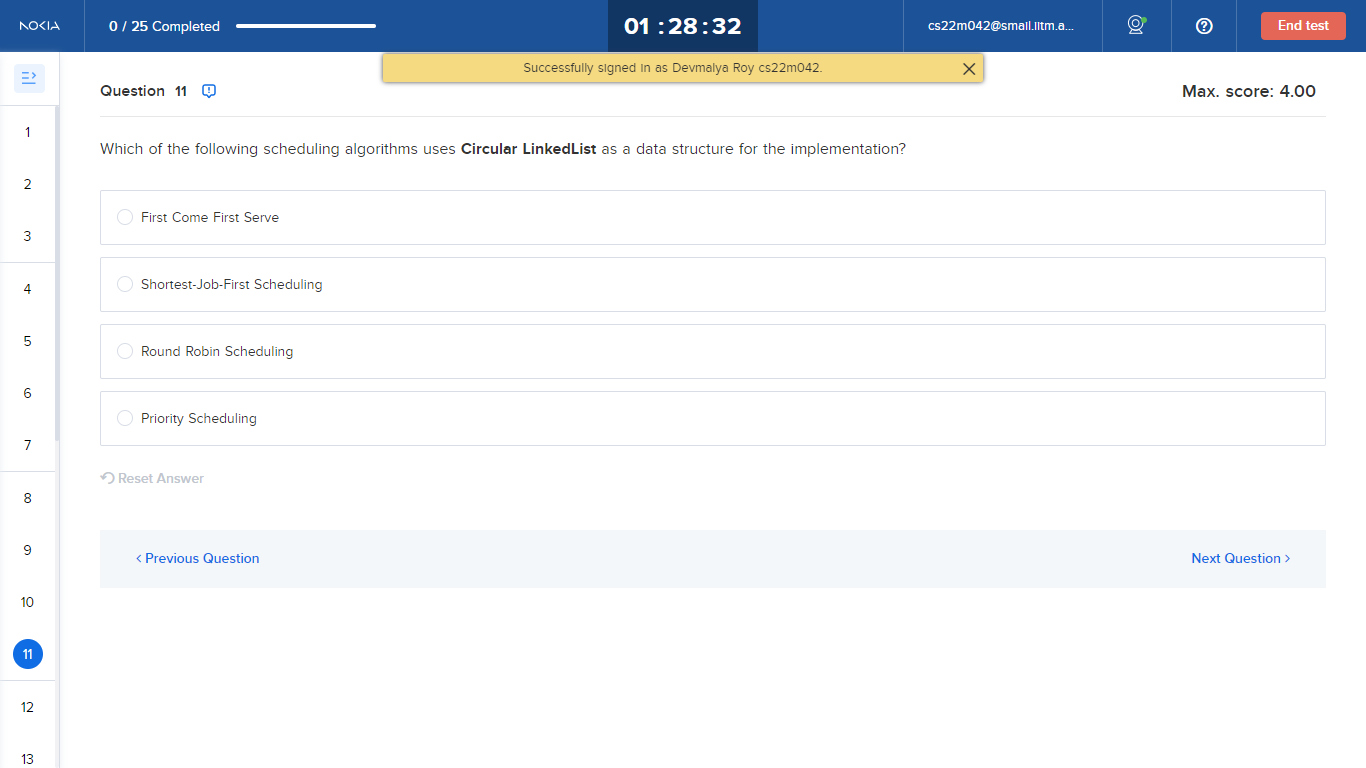 NOKIA
0 / 25 Completed
01 : 28 : 32
cs22m042@smail.iitm.a...
End test
Successfully signed in as Devmalya Roy cs22m042.
Question 11
Max. score: 4.00
Which of the following scheduling algorithms uses Circular LinkedList as a data structure for the implementation?
First Come First Serve
Shortest-Job-First Scheduling
Round Robin Scheduling
Priority Scheduling
Reset Answer
Previous Question
Next Question
1
2
3
4
5
6
7
8
9
10
11
12
13